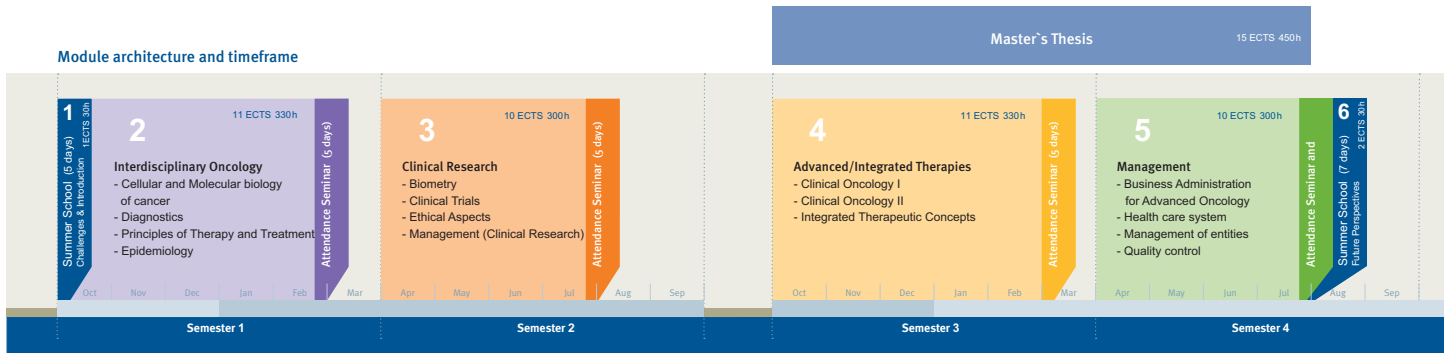 Master`s Thesis
15 ECTS 450h
Module architecture and timeframe
1
1ECTS 30h
Summer School (5 days)
Challenges & Introduction
2
11 ECTS 330h
Interdisciplinary Oncology
- Cellular and Molecular biology
of cancer
- Diagnostics
- Principles of Therapy and Treatment
- Epidemiology
Attendance Seminar (5 days)
3
10 ECTS 300h
Clinical Research
- Biometry
- Clinical Trials
- Ethical Aspects
- Management (Clinical Research)
Attendance Seminar (5 days)
4
11 ECTS 330h
Advanced/Integrated Therapies
- Clinical Oncology I
- Clinical Oncology II
- Integrated Therapeutic Concepts
Attendance Seminar (5 days)
5
10 ECTS 300h
Management
- Business Administration
for Advanced Oncology
- Health care system
- Management of entities
- Quality control
Attendance Seminar and
6
2 ECTS 30h
Summer School (7 days)
Future Perspectives
Oct Nov Dec Jan Feb Mar Apr May Jun Jul Aug Sep Oct Nov Dec Jan Feb Mar Apr May Jun Jul Aug Sep
Semester 1 Semester 2 Semester 3 Semester 4